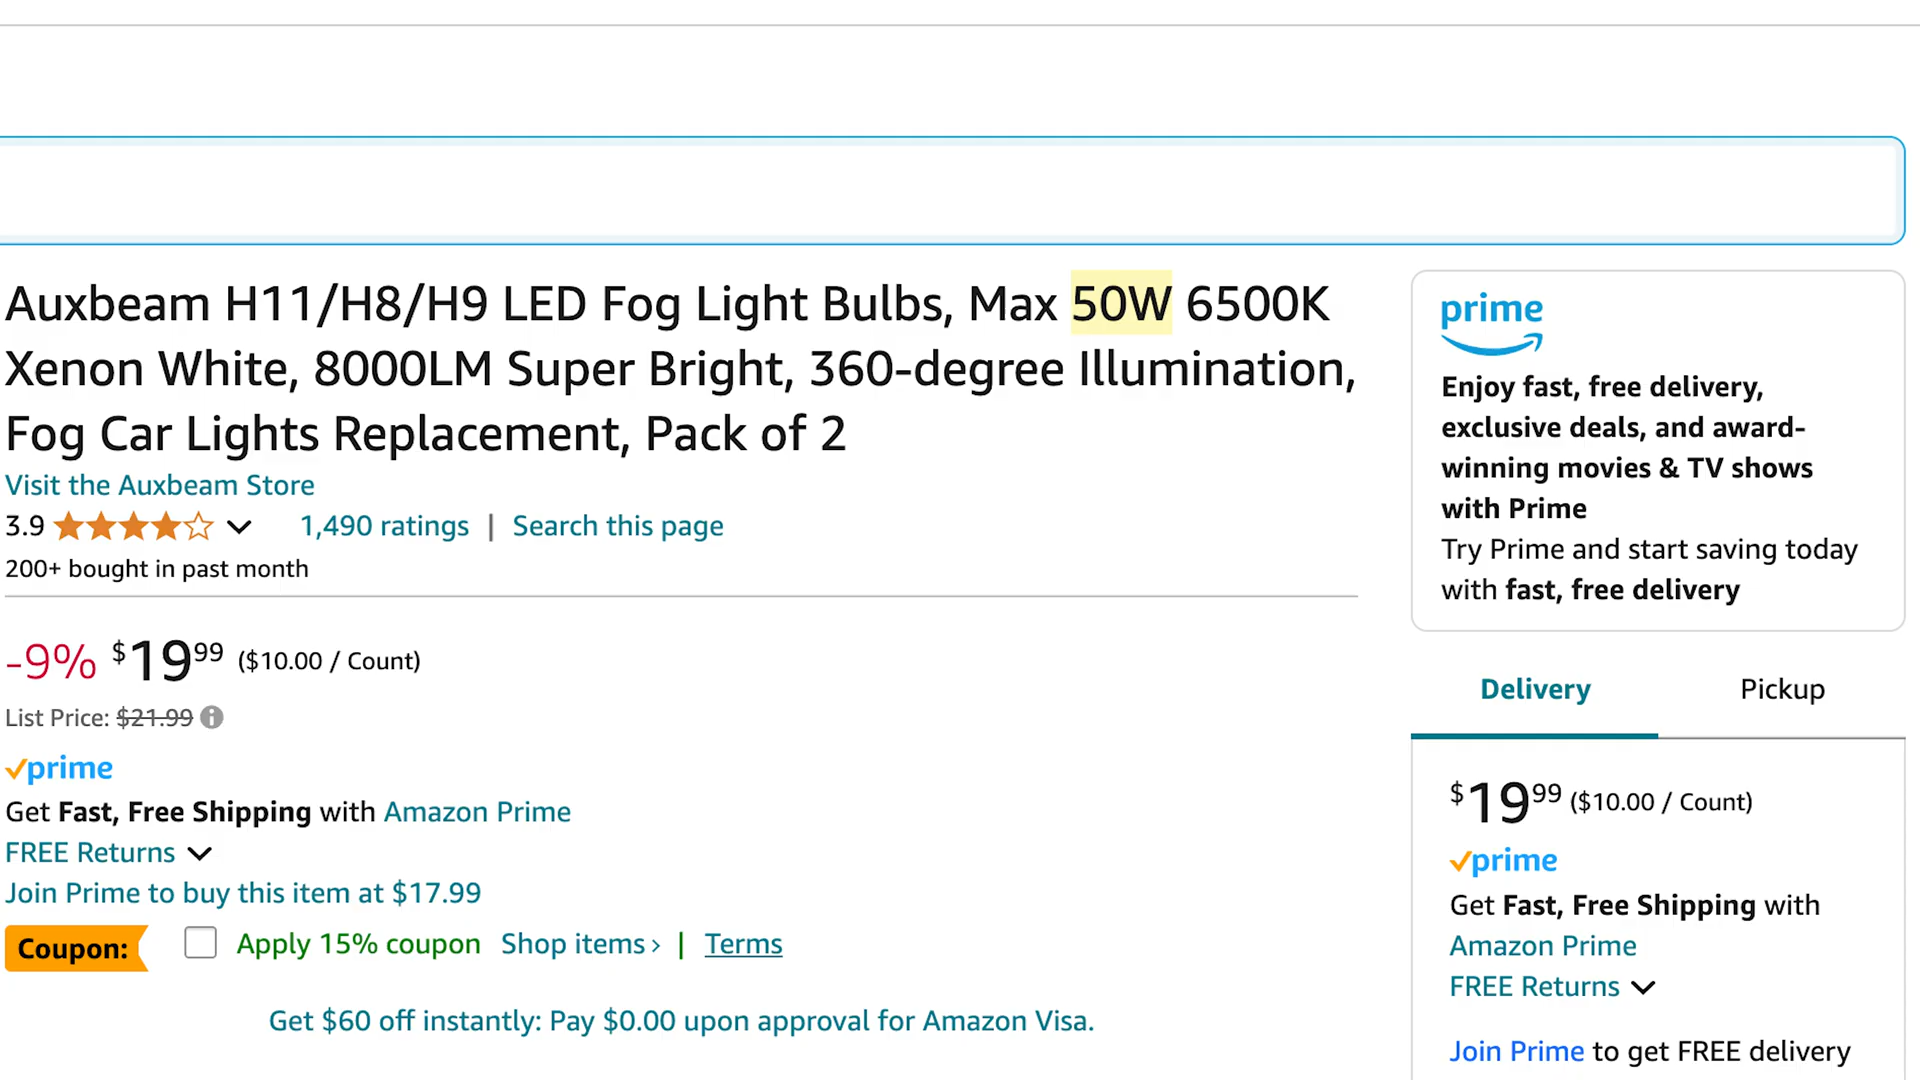 Auxbeam H11/H8/H9 LED Fog Light Bulbs, Max 50W 6500K
Xenon White, 8000LM Super Bright, 360-degree Illumination,
Fog Car Lights Replacement, Pack of 2
Visit the Auxbeam Store
3.9 1,490 ratings | Search this page
200+ bought in past month
-9% $19.99 ($10.00 / Count)
List Price: $21.99
prime
Get Fast, Free Shipping with Amazon Prime
FREE Returns
Join Prime to buy this item at $17.99
Coupon: Apply 15% coupon Shop items › | Terms
Get $60 off instantly: Pay $0.00 upon approval for Amazon Visa.
prime
Enjoy fast, free delivery,
exclusive deals, and award-
winning movies & TV shows
with Prime
Try Prime and start saving today
with fast, free delivery
Delivery Pickup
$19.99 ($10.00 / Count)
prime
Get Fast, Free Shipping with
Amazon Prime
FREE Returns
Join Prime to get FREE delivery